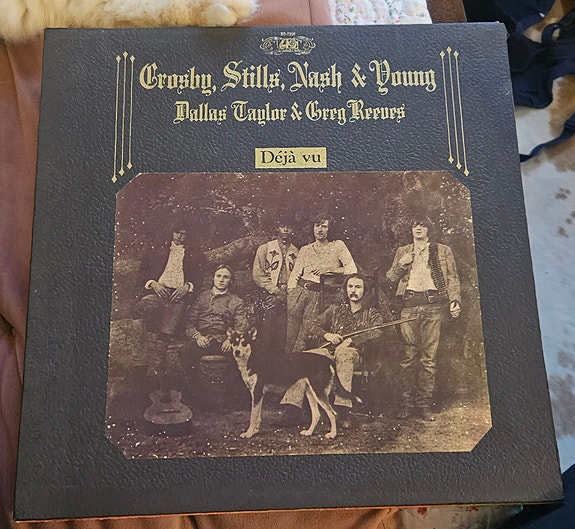 Crosby, Stills, Nash & Young
Dallas Taylor & Greg Reeves
Déjà vu